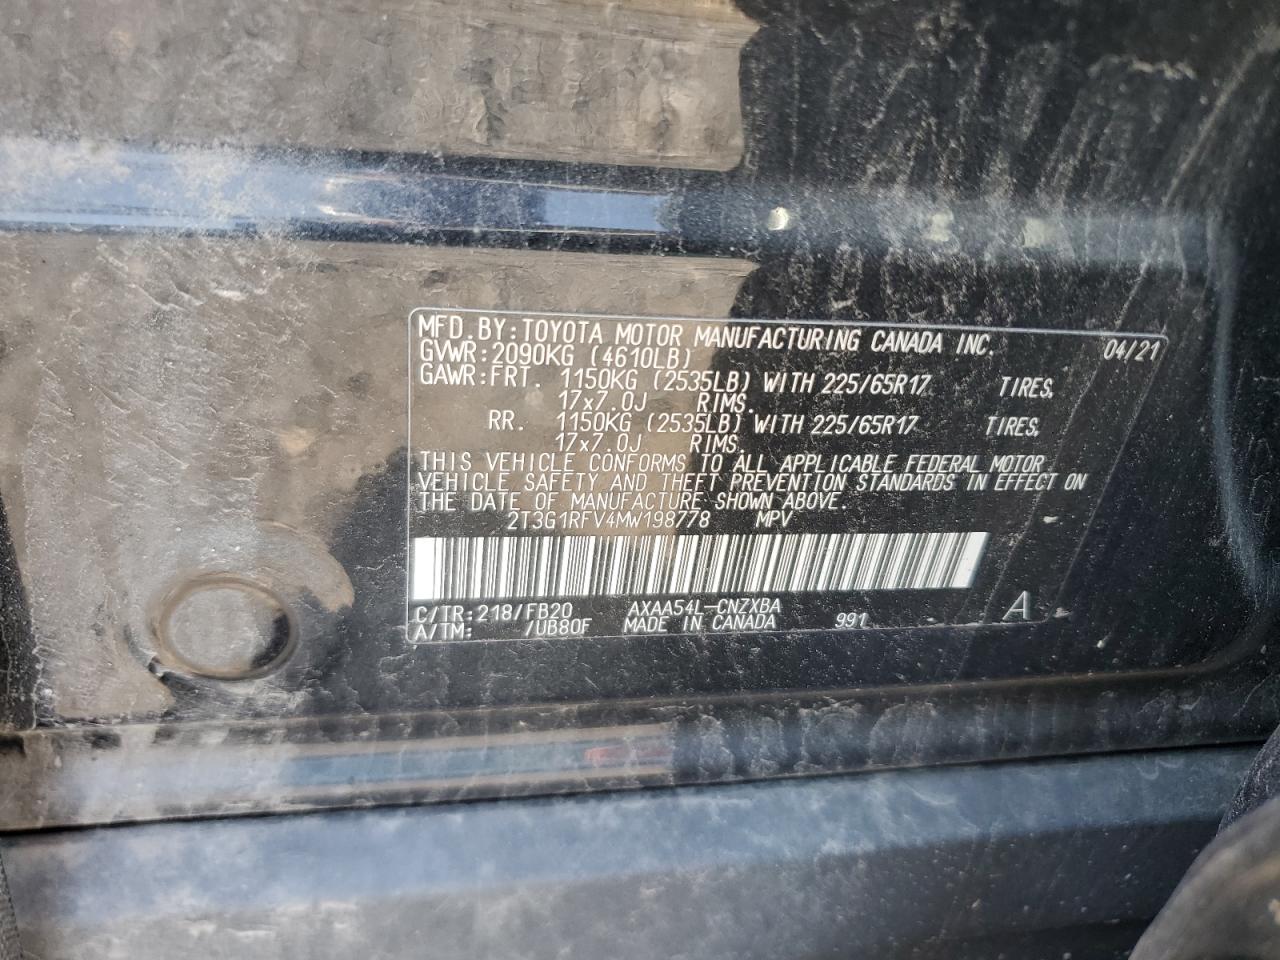 MFD.BY:TOYOTA MOTOR MANUFACTURING CANADA INC. 04/21
GVWR:2090KG (4610LB)
GAWR:FRT. 1150KG (2535LB) WITH 225/65R17 TIRES,
17x7.0J RIMS.
RR. 1150KG (2535LB) WITH 225/65R17 TIRES,
17x7.0J RIMS.
THIS VEHICLE CONFORMS TO ALL APPLICABLE FEDERAL MOTOR
VEHICLE SAFETY AND THEFT PREVENTION STANDARDS IN EFFECT ON
THE DATE OF MANUFACTURE SHOWN ABOVE.
2T3G1RFV4MW198778 MPV
C/TR:218/FB20 AXAA54L-CNZXBA
A/TM: /UB80F MADE IN CANADA 991 A